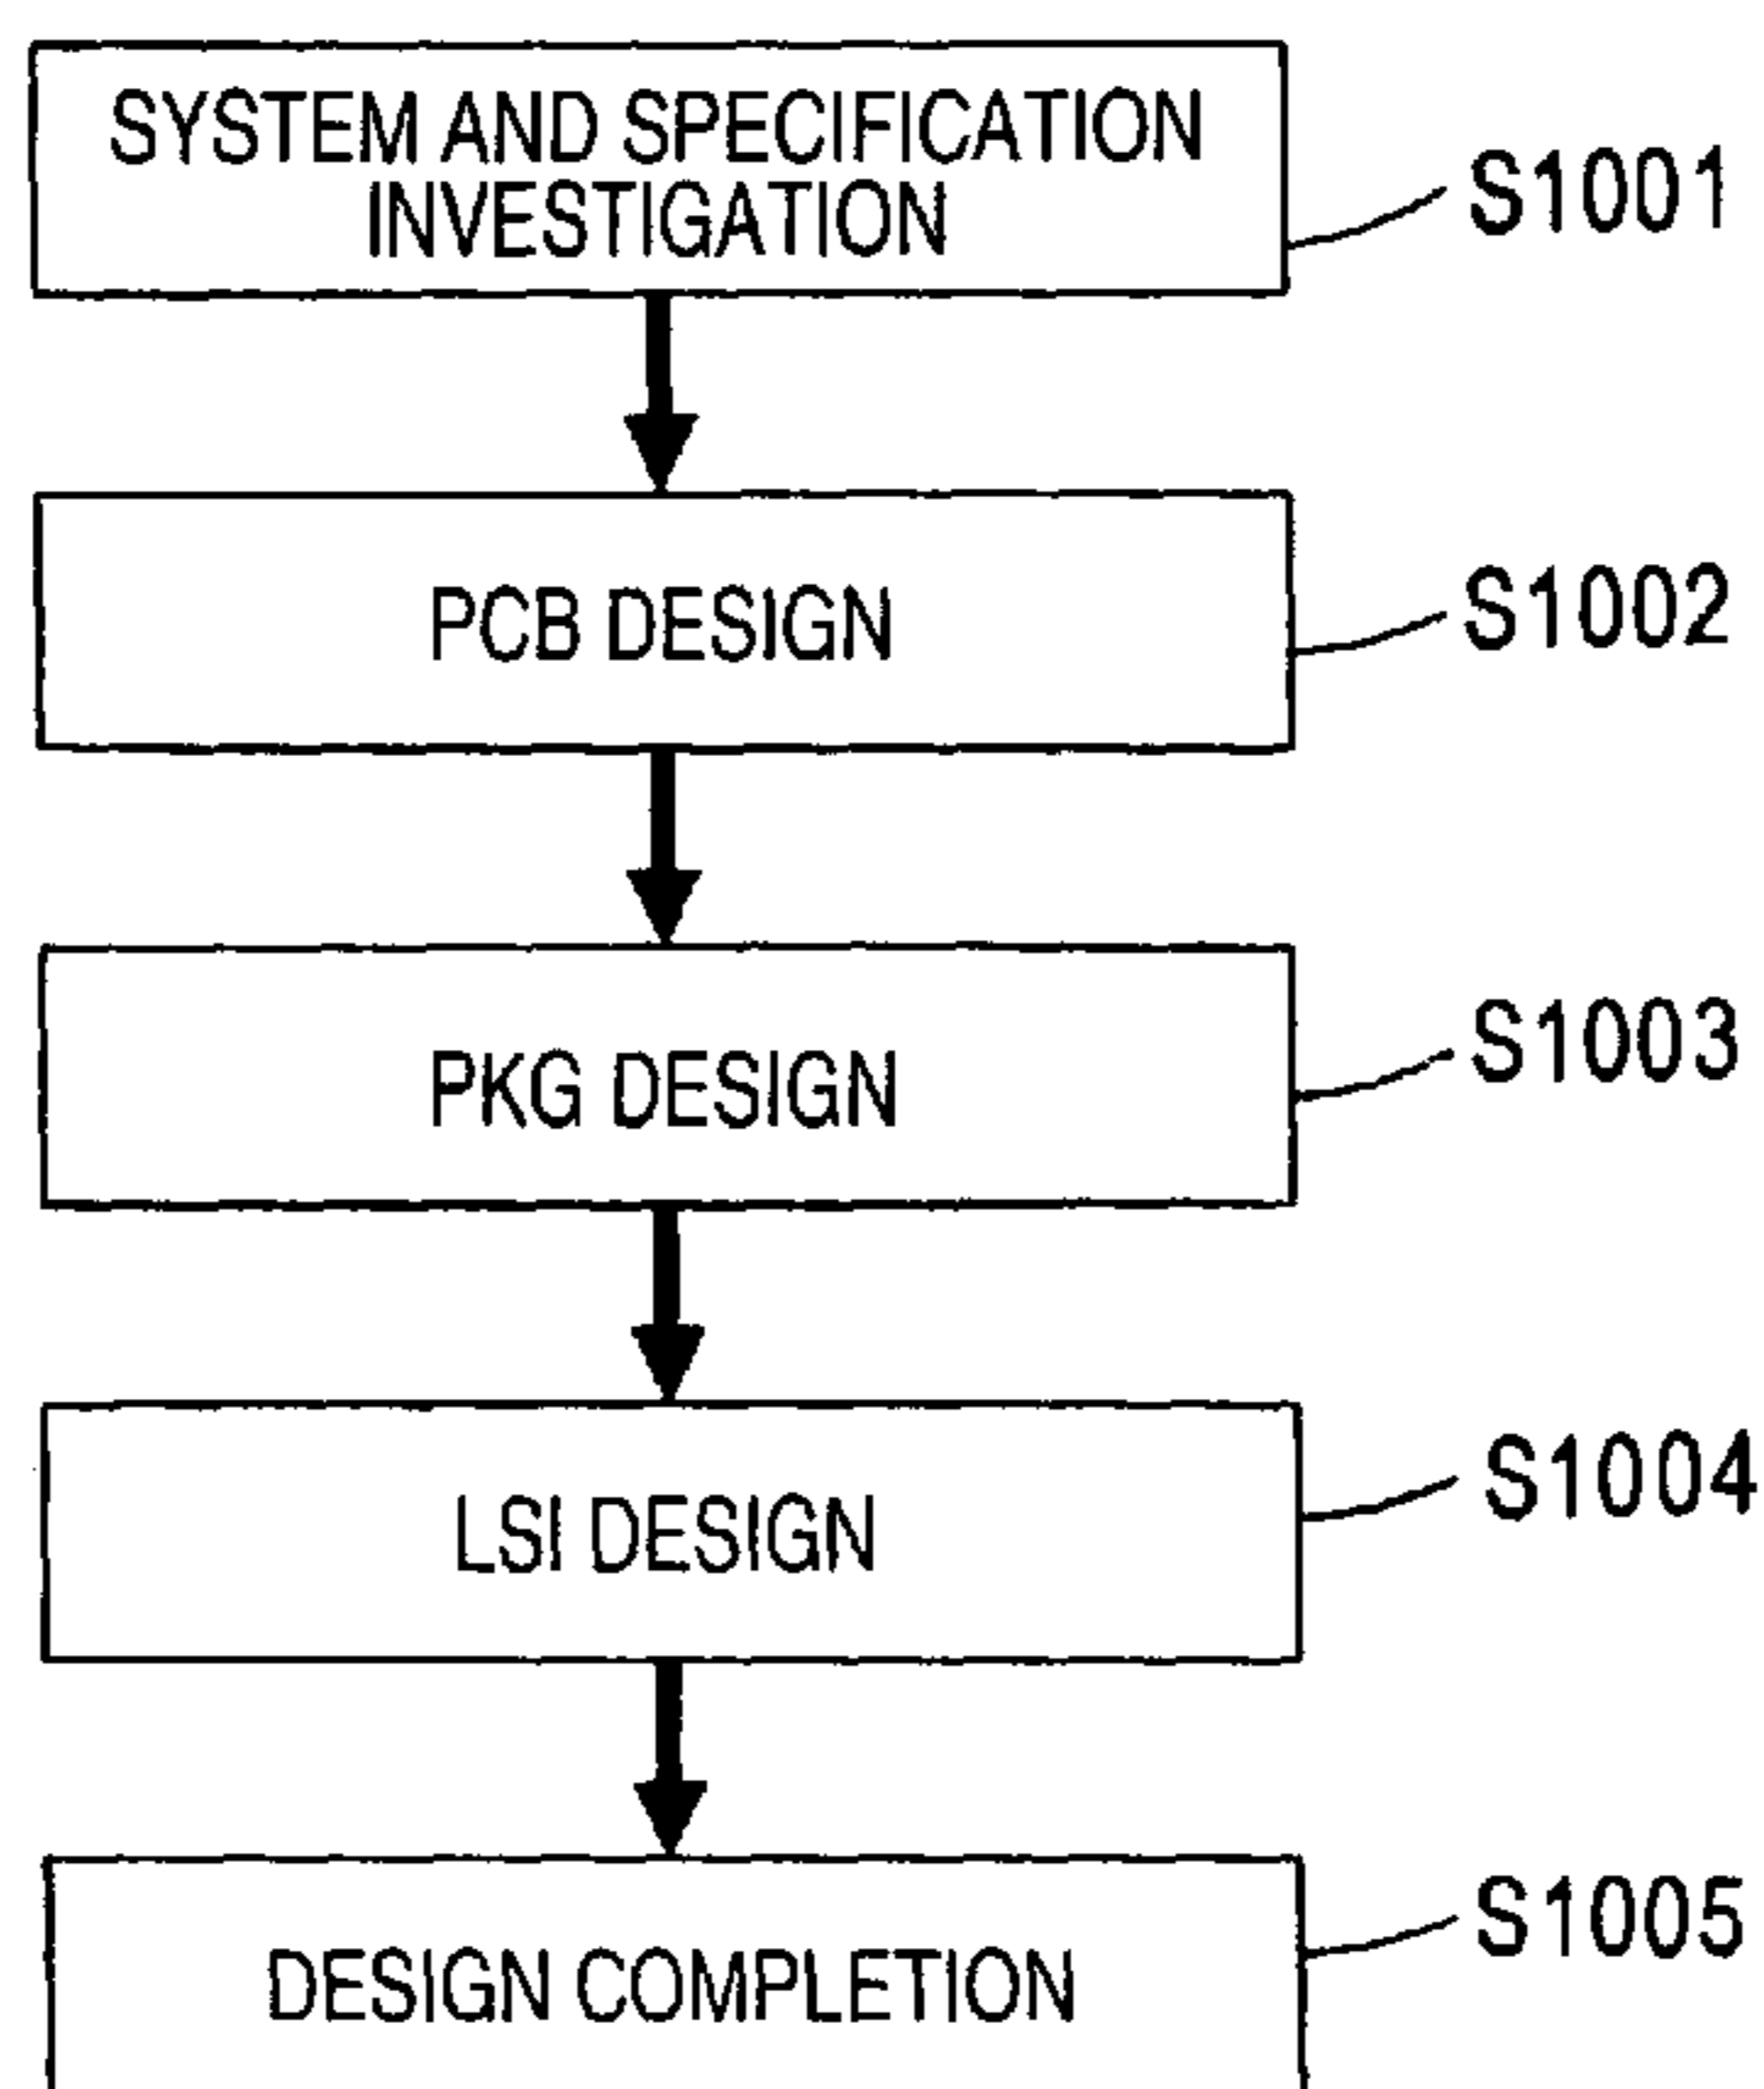 SYSTEM AND SPECIFICATION
INVESTIGATION
S1001
PCB DESIGN
S1002
PKG DESIGN
S1003
LSI DESIGN
S1004
DESIGN COMPLETION
S1005